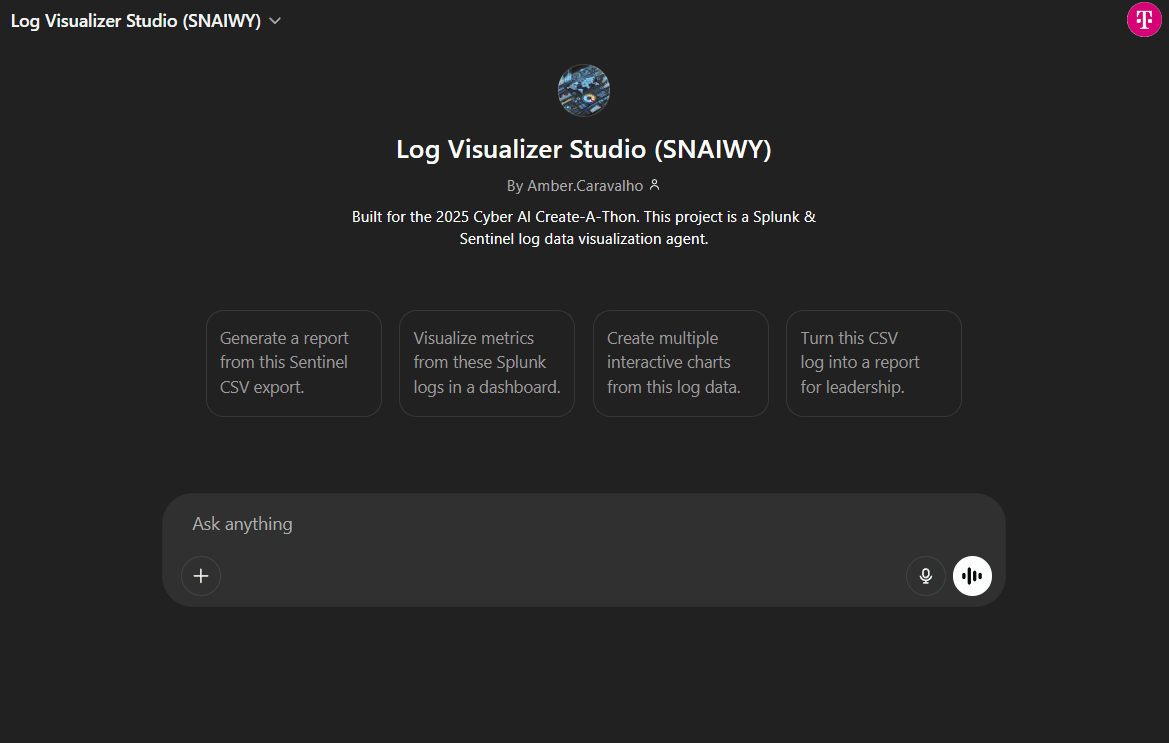 Log Visualizer Studio (SNAIWY)
T
Log Visualizer Studio (SNAIWY)
By Amber.Caravalho
Built for the 2025 Cyber AI Create-A-Thon. This project is a Splunk &
Sentinel log data visualization agent.
Generate a report
from this Sentinel
CSV export.
Visualize metrics
from these Splunk
logs in a dashboard.
Create multiple
interactive charts
from this log data.
Turn this CSV
log into a report
for leadership.
Ask anything